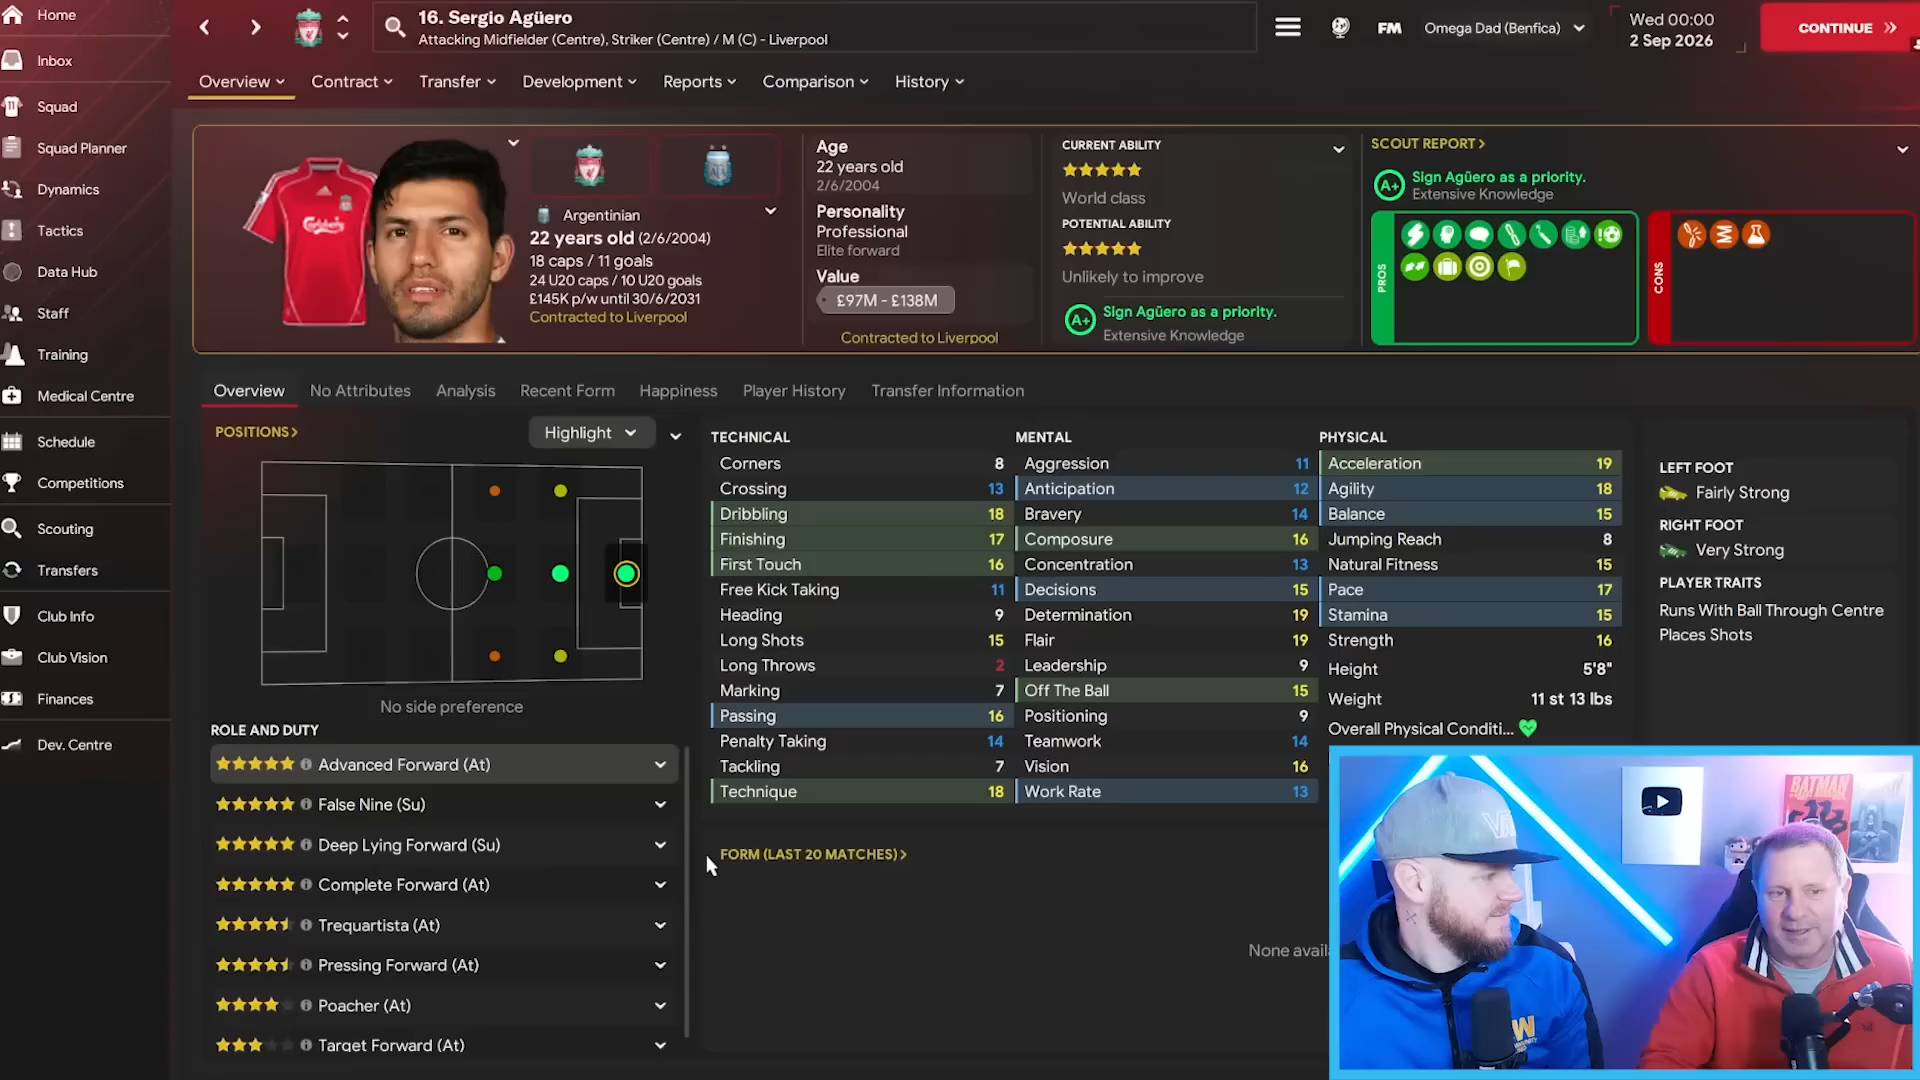 Home
Inbox
Squad
Squad Planner
Dynamics
Tactics
Data Hub
Staff
Training
Medical Centre
Schedule
Competitions
Scouting
Transfers
Club Info
Club Vision
Finances
Dev. Centre
16. Sergio Agüero
Attacking Midfielder (Centre), Striker (Centre) / M (C) - Liverpool
FM
Omega Dad (Benfica)
Wed 00:00
2 Sep 2026
CONTINUE
Overview
Contract
Transfer
Development
Reports
Comparison
History
Carlsberg
Argentinian
22 years old (2/6/2004)
18 caps / 11 goals
24 U20 caps / 10 U20 goals
£145K p/w until 30/6/2031
Contracted to Liverpool
Age
22 years old
2/6/2004
Personality
Professional
Elite forward
Value
£97M - £138M
Contracted to Liverpool
CURRENT ABILITY
World class
POTENTIAL ABILITY
Unlikely to improve
A+ Sign Agüero as a priority.
Extensive Knowledge
SCOUT REPORT >
A+ Sign Agüero as a priority.
Extensive Knowledge
PROS
CONS
Overview
No Attributes
Analysis
Recent Form
Happiness
Player History
Transfer Information
POSITIONS >
Highlight
No side preference
ROLE AND DUTY
Advanced Forward (At)
False Nine (Su)
Deep Lying Forward (Su)
Complete Forward (At)
Trequartista (At)
Pressing Forward (At)
Poacher (At)
Target Forward (At)
TECHNICAL
Corners 8
Crossing 13
Dribbling 18
Finishing 17
First Touch 16
Free Kick Taking 11
Heading 9
Long Shots 15
Long Throws 2
Marking 7
Passing 16
Penalty Taking 14
Tackling 7
Technique 18
MENTAL
Aggression 11
Anticipation 12
Bravery 14
Composure 16
Concentration 13
Decisions 15
Determination 19
Flair 19
Leadership 9
Off The Ball 15
Positioning 9
Teamwork 14
Vision 16
Work Rate 13
PHYSICAL
Acceleration 19
Agility 18
Balance 15
Jumping Reach 8
Natural Fitness 15
Pace 17
Stamina 15
Strength 16
Height 5'8"
Weight 11 st 13 lbs
Overall Physical Conditi...
LEFT FOOT
Fairly Strong
RIGHT FOOT
Very Strong
PLAYER TRAITS
Runs With Ball Through Centre
Places Shots
FORM (LAST 20 MATCHES) >
None avail
BATMAN